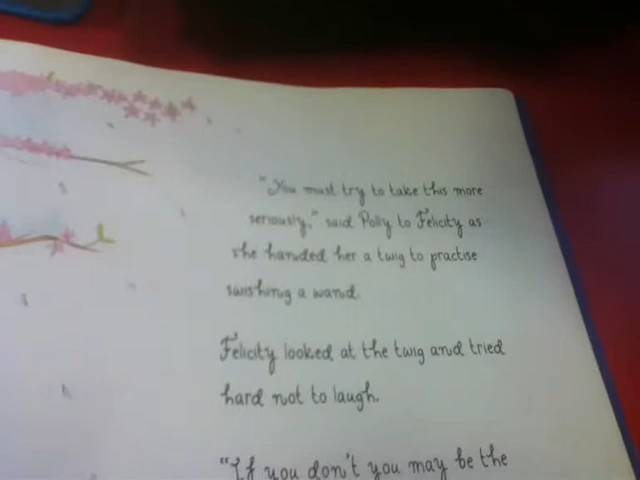 "You must try to take this more
seriously," said Polly to Felicity as
she handed her a twig to practise
swishing a wand.
Felicity looked at the twig and tried
hard not to laugh.
"If you don't you may be the